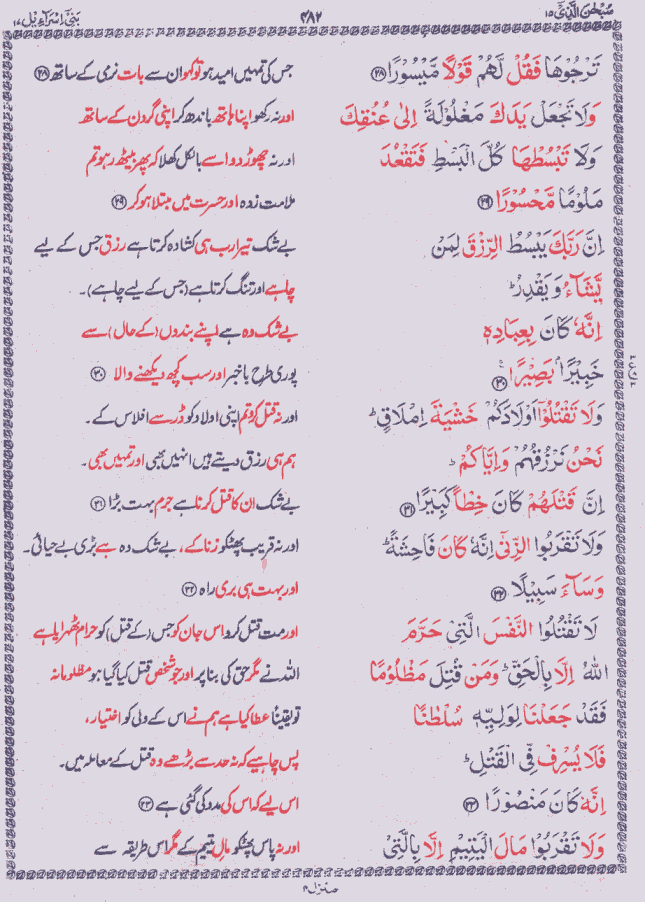 سُبْحٰنَ الَّذِیْۤ ۱۵ ۳۸۲ بَنِیْۤ اِسْرَآءِیْل ۱۷
تَرْجُوْهَا فَقُلْ لَّهُمْ قَوْلًا مَّیْسُوْرًا ﴿۲۸﴾ جس کی تمہیں امید ہو تو کہو ان سے بات نرمی کے ساتھ ﴿۲۸﴾
وَلَا تَجْعَلْ یَدَكَ مَغْلُوْلَةً اِلٰی عُنُقِكَ اور نہ رکھو اپنا ہاتھ باندھ کر اپنی گردن کے ساتھ
وَلَا تَبْسُطْهَا كُلَّ الْبَسْطِ فَتَقْعُدَ اور نہ چھوڑ دو اسے بالکل کھلا کہ پھر بیٹھ رہو تم
مَلُوْمًا مَّحْسُوْرًا ﴿۲۹﴾ ملامت زدہ اور حسرت میں مبتلا ہو کر ﴿۲۹﴾
اِنَّ رَبَّكَ یَبْسُطُ الرِّزْقَ لِمَنْ بے شک تیرا رب ہی کشادہ کرتا ہے رزق جس کے لیے
یَّشَآءُ وَیَقْدِرُ ؕ چاہے اور تنگ کرتا ہے (جس کے لیے چاہے)۔
اِنَّهٗ كَانَ بِعِبَادِهٖ بے شک وہ ہے اپنے بندوں (کے حال) سے
خَبِیْرًۢا بَصِیْرًا ﴿۳۰﴾ پوری طرح باخبر اور سب کچھ دیکھنے والا ﴿۳۰﴾
وَلَا تَقْتُلُوْۤا اَوْلَادَكُمْ خَشْیَةَ اِمْلَاقٍ ؕ اور نہ قتل کرو تم اپنی اولاد کو ڈر سے افلاس کے۔
نَحْنُ نَرْزُقُهُمْ وَاِیَّاكُمْ ؕ ہم ہی رزق دیتے ہیں انہیں بھی اور تمہیں بھی۔
اِنَّ قَتْلَهُمْ كَانَ خِطْاً كَبِیْرًا ﴿۳۱﴾ بے شک ان کا قتل کرنا ہے جرم بہت بڑا ﴿۳۱﴾
وَلَا تَقْرَبُوا الزِّنٰۤی اِنَّهٗ كَانَ فَاحِشَةً ؕ اور نہ قریب پھٹکو زنا کے، بے شک وہ ہے بڑی بے حیائی۔
وَسَآءَ سَبِیْلًا ﴿۳۲﴾ اور بہت ہی بری راہ ﴿۳۲﴾
لَا تَقْتُلُوا النَّفْسَ الَّتِیْ حَرَّمَ اور مت قتل کرو اس جان کو جس (کے قتل) کو حرام ٹھہرایا ہے
اللّٰهُ اِلَّا بِالْحَقِّ ؕ وَمَنْ قُتِلَ مَظْلُوْمًا اللہ نے مگر حق کی بنا پر اور جو شخص قتل کیا گیا ہو مظلومانہ
فَقَدْ جَعَلْنَا لِوَلِیِّهٖ سُلْطٰنًا تو یقیناً عطا کیا ہے ہم نے اس کے ولی کو اختیار،
فَلَا یُسْرِفْ فِّی الْقَتْلِ ؕ پس چاہیے کہ نہ حد سے بڑھے وہ قتل کے معاملہ میں۔
اِنَّهٗ كَانَ مَنْصُوْرًا ﴿۳۳﴾ اس لیے کہ اس کی مدد کی گئی ہے ﴿۳۳﴾
وَلَا تَقْرَبُوْا مَالَ الْیَتِیْمِ اِلَّا بِالَّتِیْ اور نہ پاس پھٹکو مال یتیم کے مگر اس طریقہ سے
منزل ۴